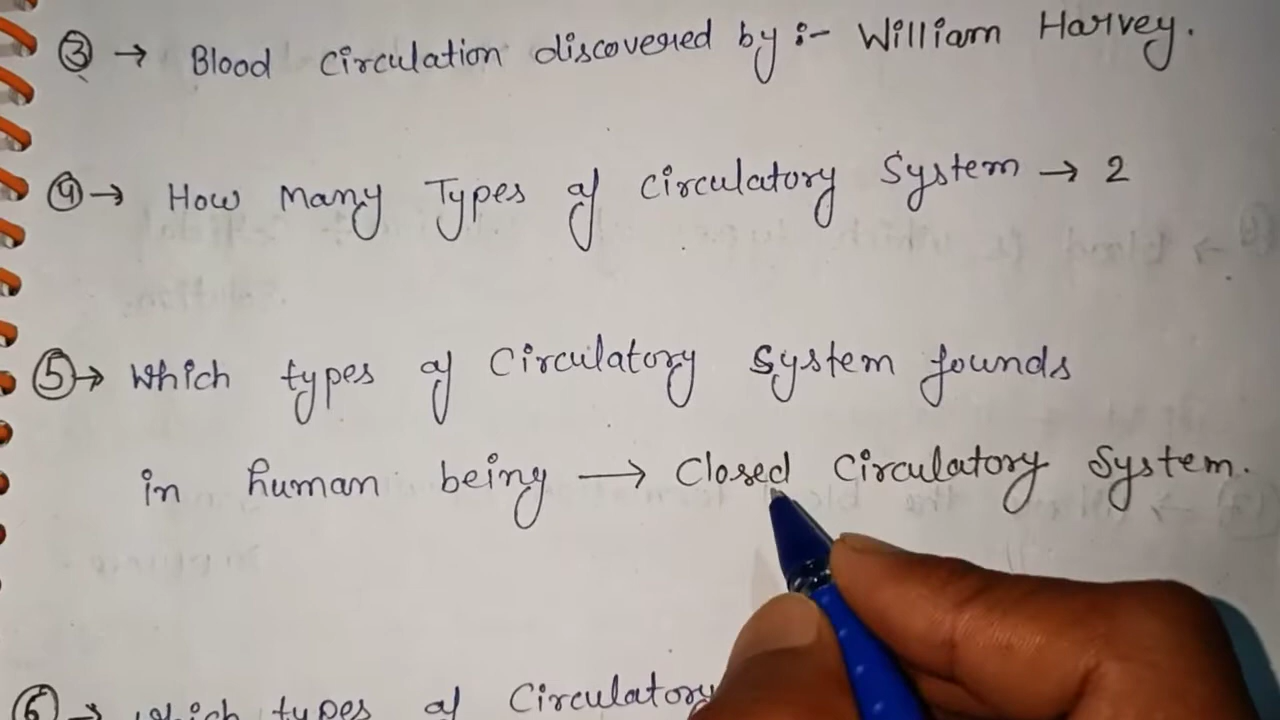 ③ → Blood Circulation discovered by :- William Harvey.
④ → How Many Types of Circulatory System → 2
⑤ → Which types of Circulatory System founds
in human being → Closed Circulatory System.
⑥ → which types of Circulatory